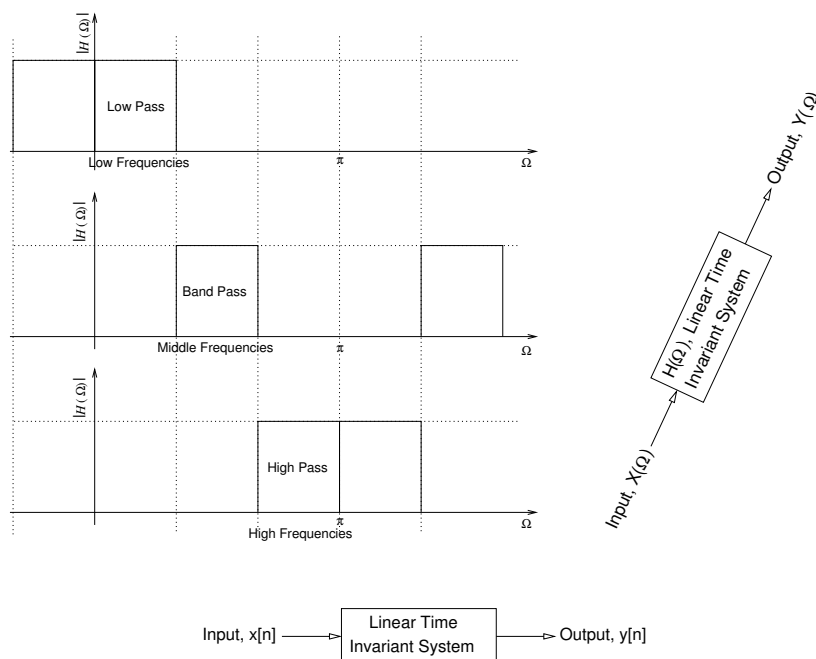 |H(Ω)|
Low Pass
Low Frequencies
π
Ω
|H(Ω)|
Band Pass
Middle Frequencies
π
Ω
|H(Ω)|
High Pass
High Frequencies
π
Ω
Output, Y(Ω)
H(Ω), Linear Time
Invariant System
Input, X(Ω)
Input, x[n]
Linear Time
Invariant System
Output, y[n]